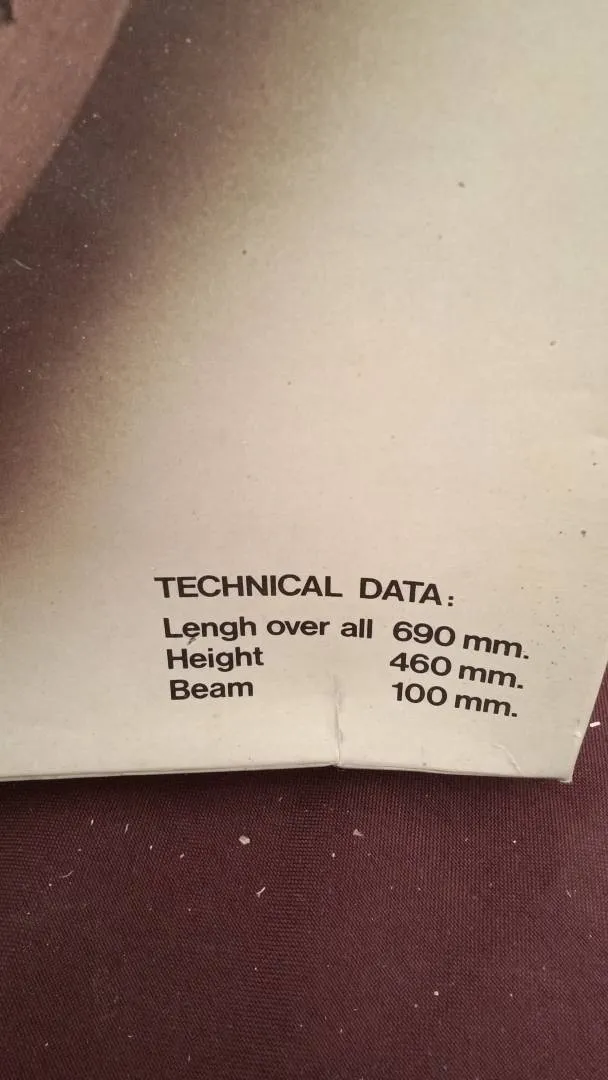 TECHNICAL DATA:
Lengh over all 690 mm.
Height 460 mm.
Beam 100 mm.